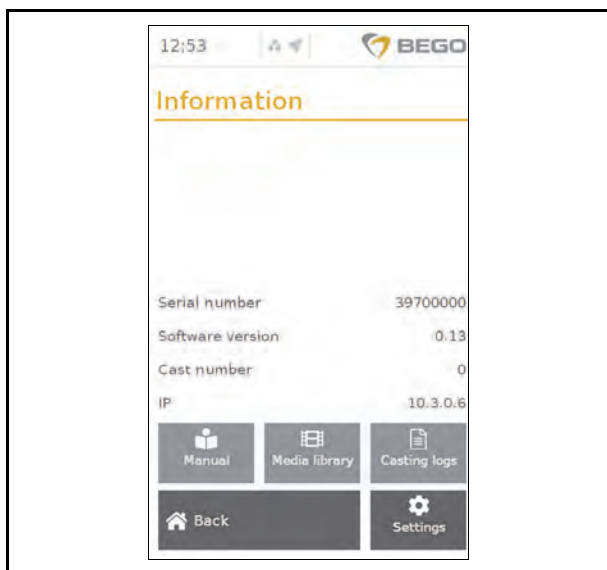 12:53 BEGO
Information
Serial number 39700000
Software version 0.13
Cast number 0
IP 10.3.0.6
Manual Media library Casting logs
Back Settings